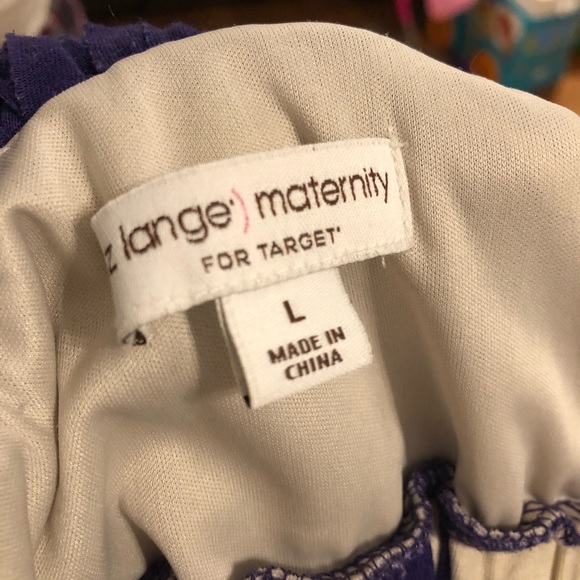 z lange) maternity
FOR TARGET
L
MADE IN
CHINA